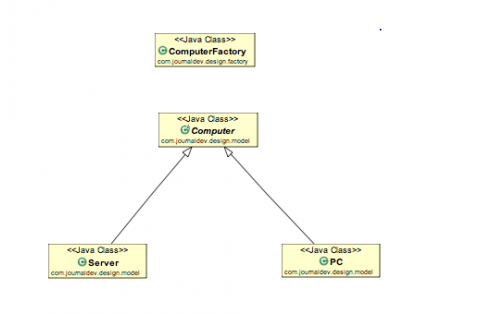 <<Java Class>>
ComputerFactory
com.journaldev.design.factory
<<Java Class>>
Computer
com.journaldev.design.model
<<Java Class>>
Server
com.journaldev.design.model
<<Java Class>>
PC
com.journaldev.design.model